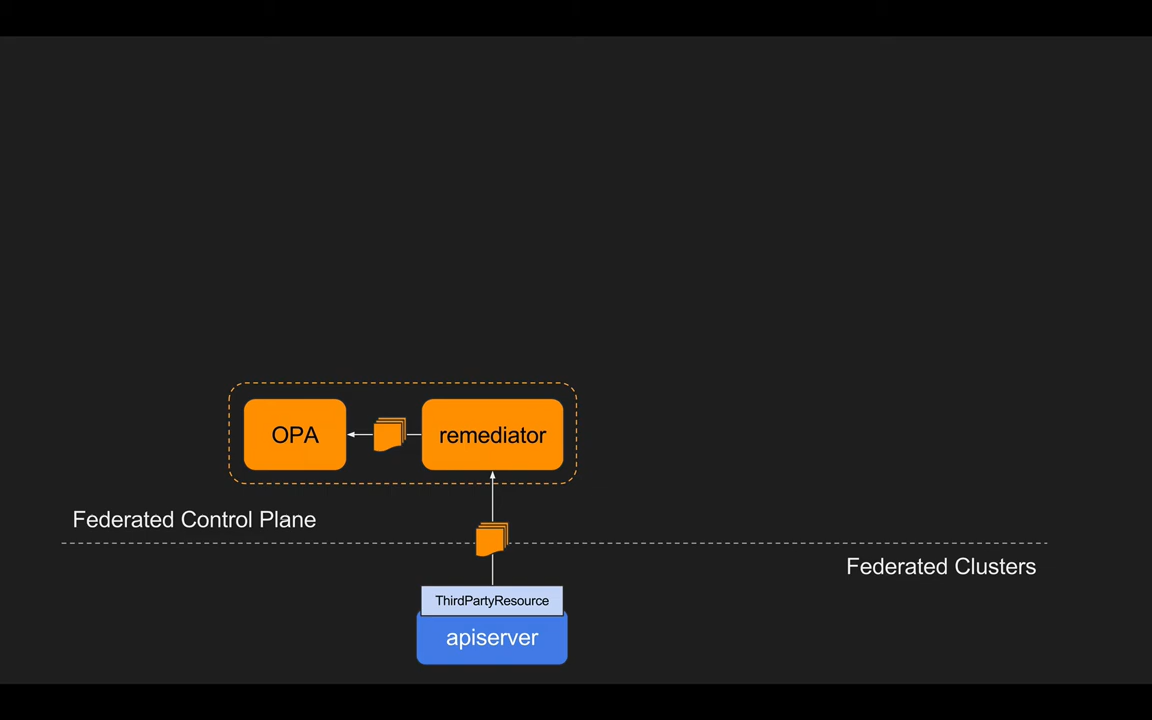 OPA
remediator
Federated Control Plane
Federated Clusters
ThirdPartyResource
apiserver